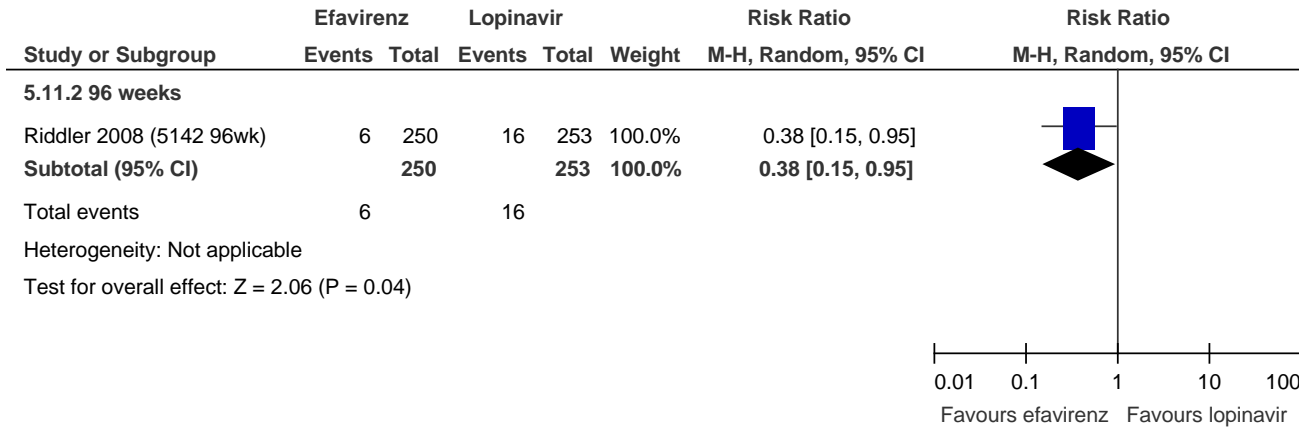 Efavirenz Lopinavir Risk Ratio Risk Ratio
Study or Subgroup Events Total Events Total Weight M-H, Random, 95% CI M-H, Random, 95% CI
5.11.2 96 weeks
Riddler 2008 (5142 96wk) 6 250 16 253 100.0% 0.38 [0.15, 0.95]
Subtotal (95% CI) 250 253 100.0% 0.38 [0.15, 0.95]
Total events 6 16
Heterogeneity: Not applicable
Test for overall effect: Z = 2.06 (P = 0.04)
0.01 0.1 1 10 100
Favours efavirenz Favours lopinavir